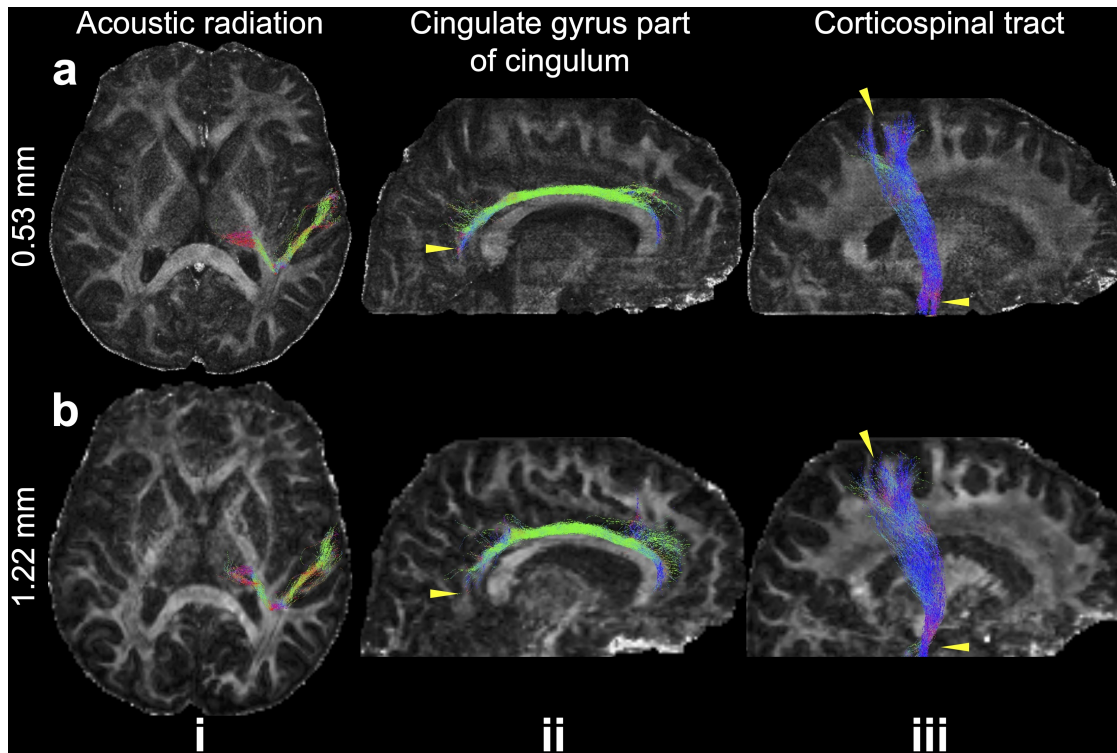 Acoustic radiation
Cingulate gyrus part
of cingulum
Corticospinal tract
a
0.53 mm
b
1.22 mm
i
ii
iii